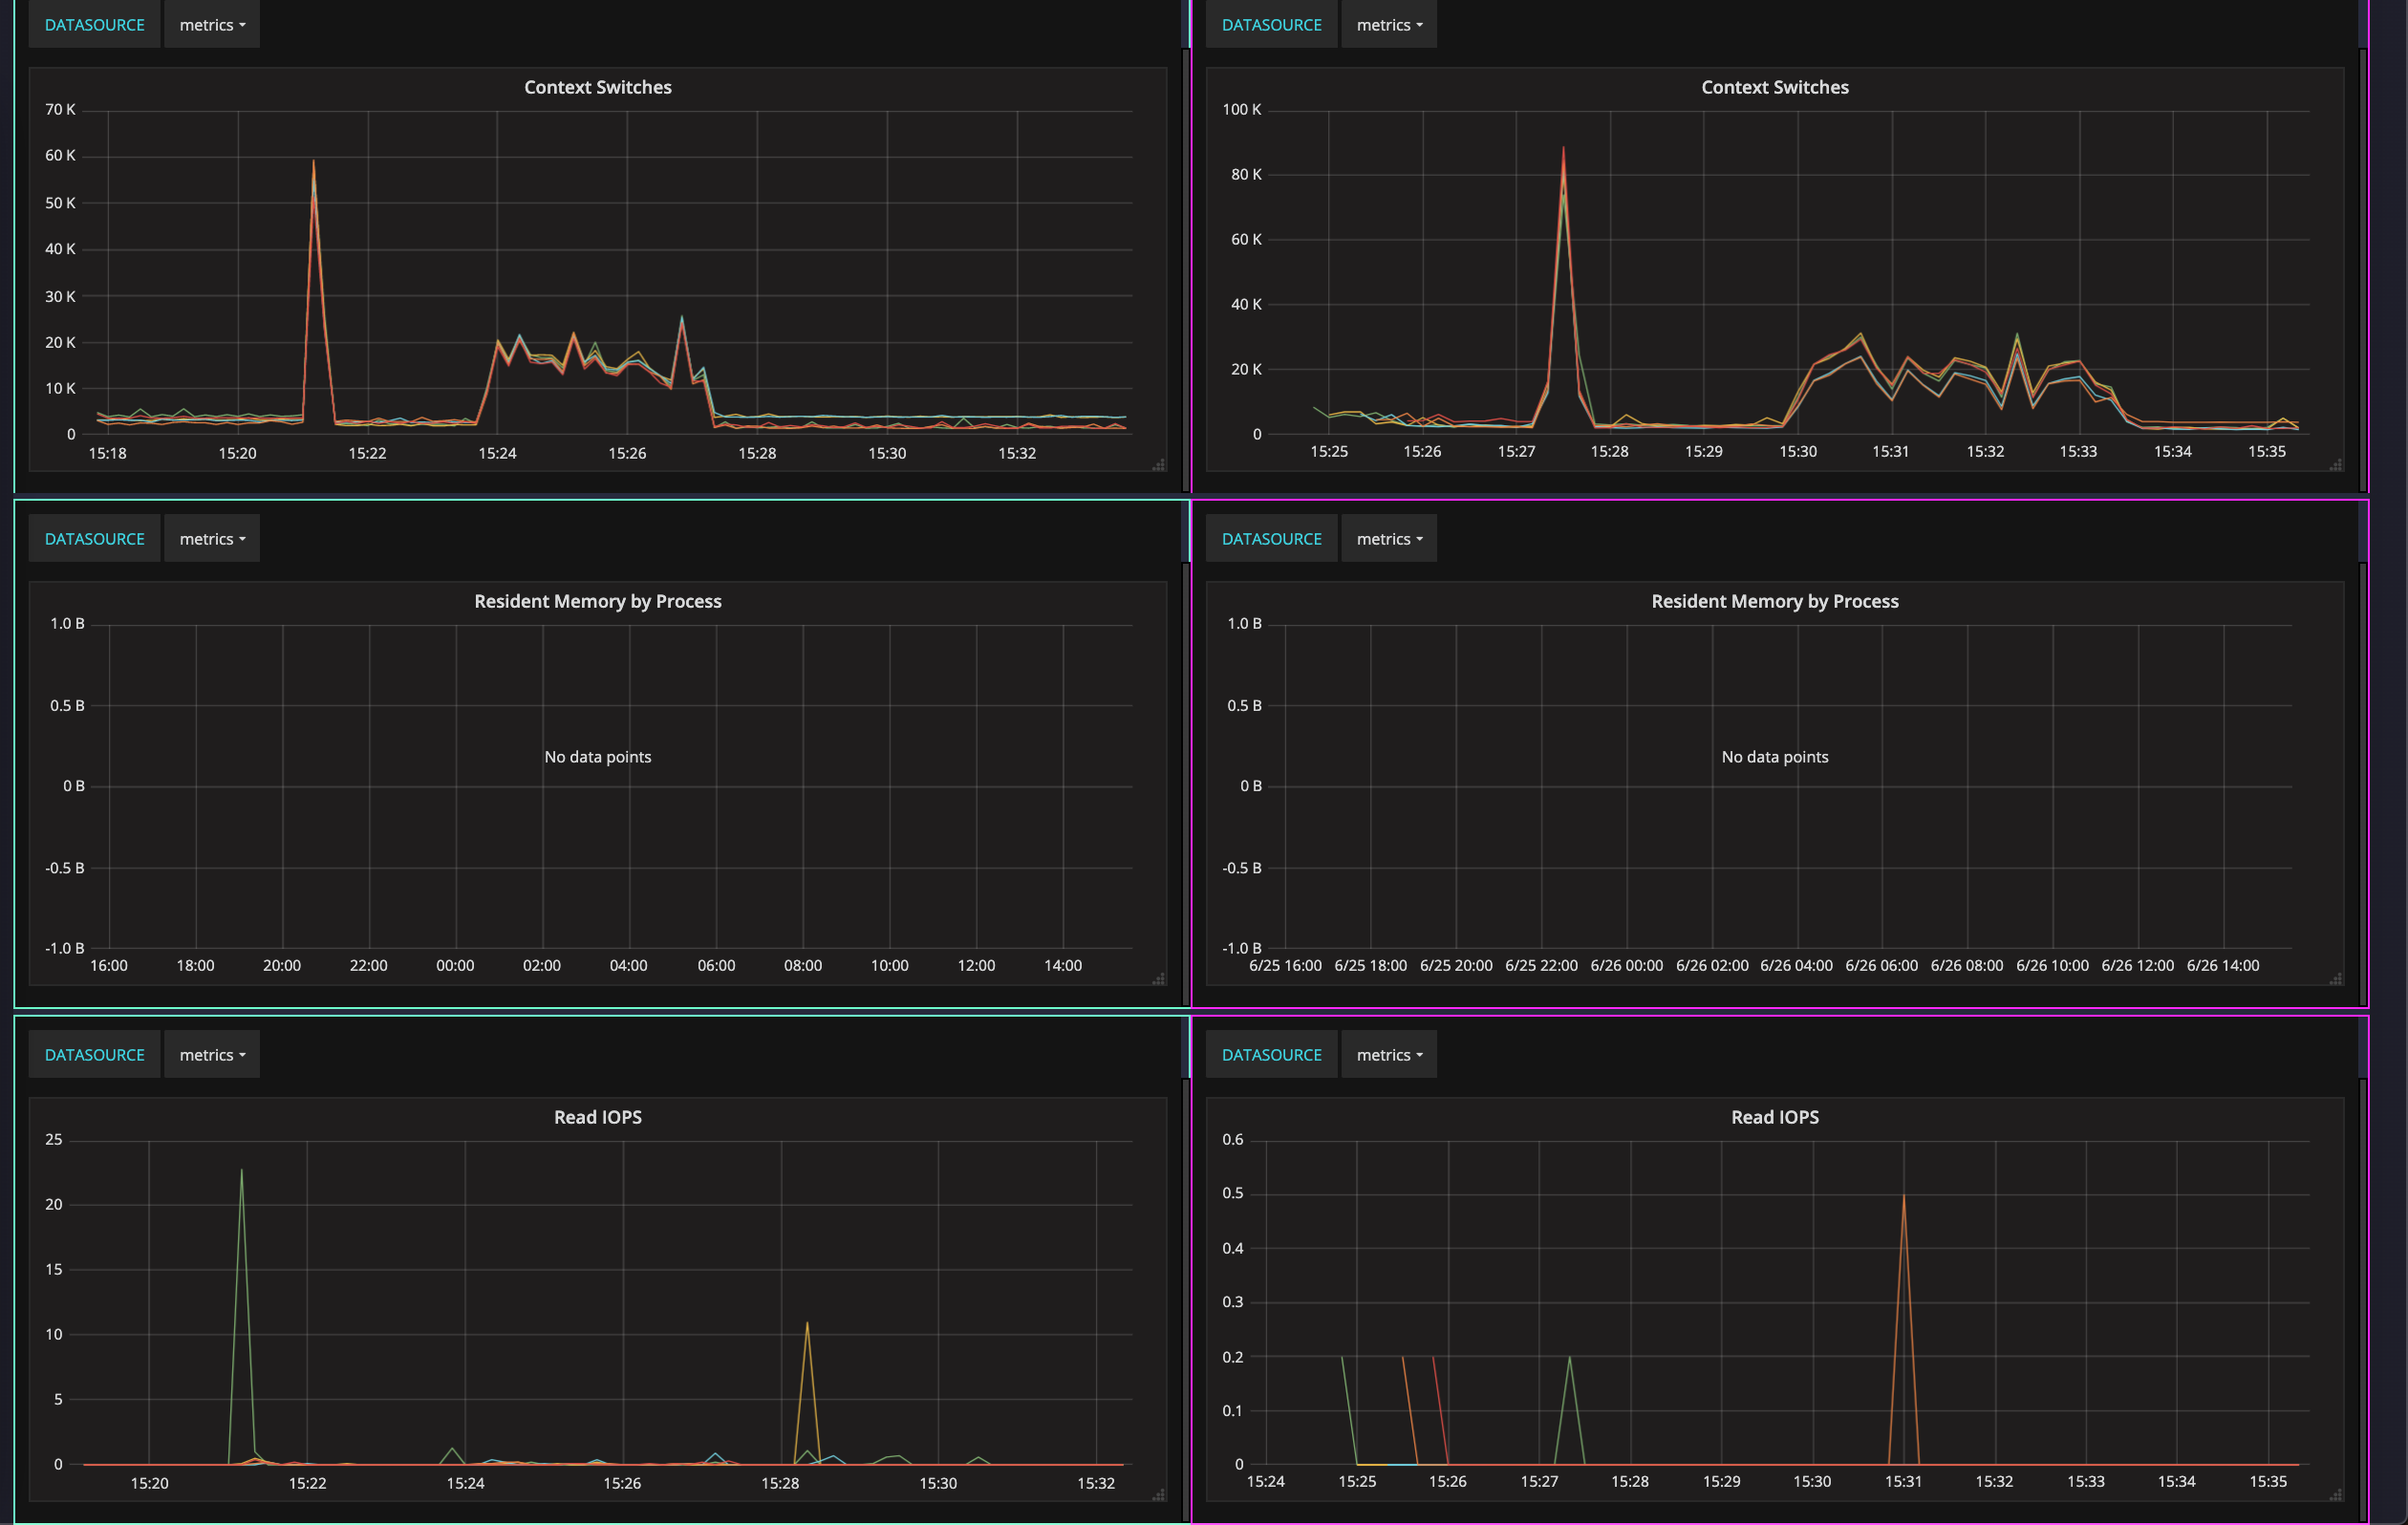 DATASOURCE metrics
Context Switches
70 K
60 K
50 K
40 K
30 K
20 K
10 K
0
15:18 15:20 15:22 15:24 15:26 15:28 15:30 15:32
DATASOURCE metrics
Context Switches
100 K
80 K
60 K
40 K
20 K
0
15:25 15:26 15:27 15:28 15:29 15:30 15:31 15:32 15:33 15:34 15:35
DATASOURCE metrics
Resident Memory by Process
1.0 B
0.5 B
No data points
0 B
-0.5 B
-1.0 B
16:00 18:00 20:00 22:00 00:00 02:00 04:00 06:00 08:00 10:00 12:00 14:00
DATASOURCE metrics
Resident Memory by Process
1.0 B
0.5 B
No data points
0 B
-0.5 B
-1.0 B
6/25 16:00 6/25 18:00 6/25 20:00 6/25 22:00 6/26 00:00 6/26 02:00 6/26 04:00 6/26 06:00 6/26 08:00 6/26 10:00 6/26 12:00 6/26 14:00
DATASOURCE metrics
Read IOPS
25
20
15
10
5
0
15:20 15:22 15:24 15:26 15:28 15:30 15:32
DATASOURCE metrics
Read IOPS
0.6
0.5
0.4
0.3
0.2
0.1
0
15:24 15:25 15:26 15:27 15:28 15:29 15:30 15:31 15:32 15:33 15:34 15:35